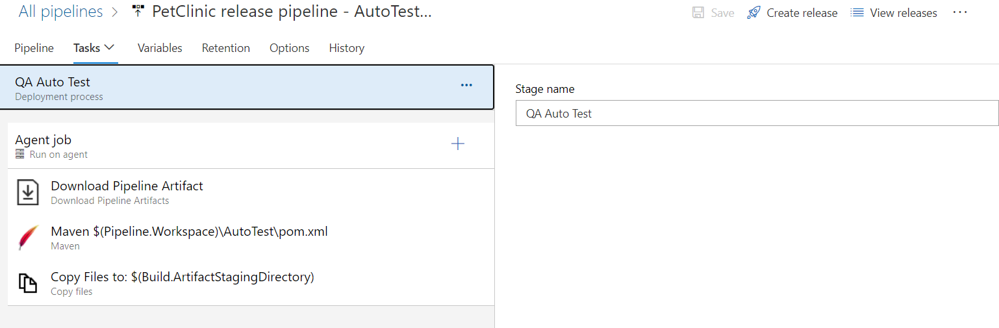 All pipelines > PetClinic release pipeline - AutoTest...
Save Create release View releases ...
Pipeline Tasks Variables Retention Options History
QA Auto Test
Deployment process
Stage name
QA Auto Test
Agent job
Run on agent
Download Pipeline Artifact
Download Pipeline Artifacts
Maven $(Pipeline.Workspace)\AutoTest\pom.xml
Maven
Copy Files to: $(Build.ArtifactStagingDirectory)
Copy files